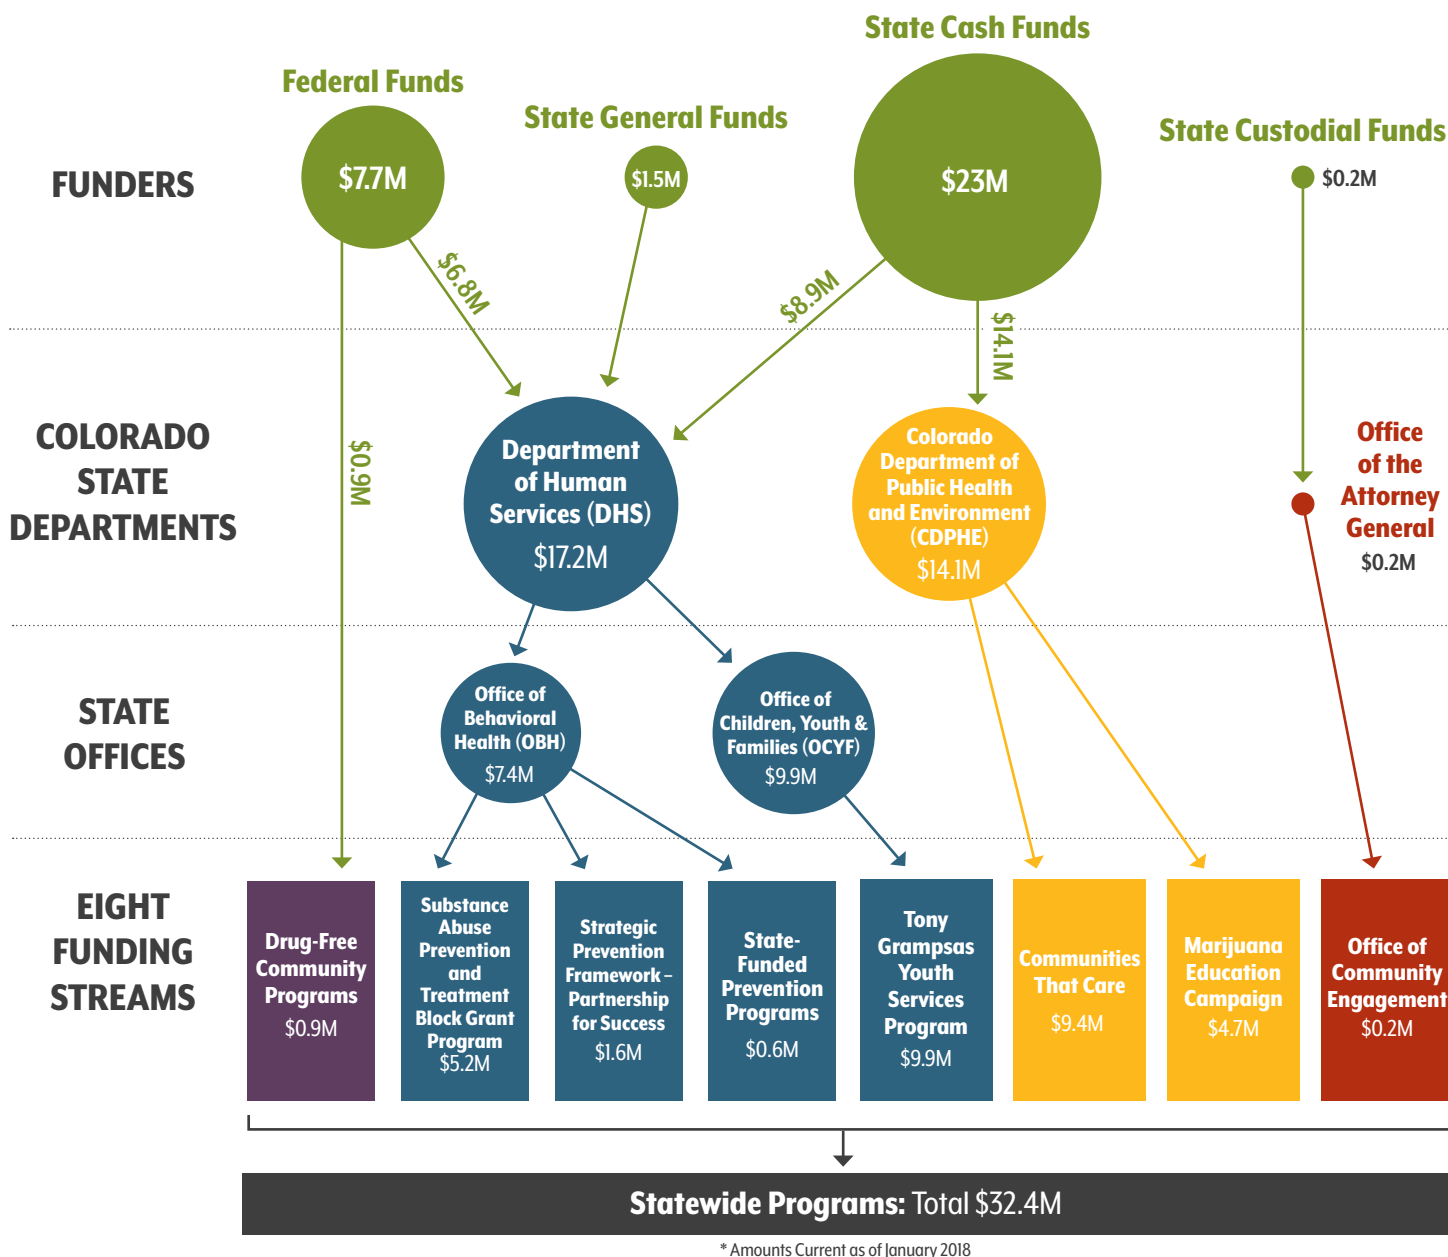 State Cash Funds
Federal Funds
State General Funds
State Custodial Funds
FUNDERS
$7.7M
$1.5M
$23M
$0.2M
$6.8M
$8.9M
$14.1M
$0.9M
COLORADO
STATE
DEPARTMENTS
Department
of Human
Services (DHS)
$17.2M
Colorado
Department of
Public Health
and Environment
(CDPHE)
$14.1M
Office
of the
Attorney
General
$0.2M
STATE
OFFICES
Office of
Behavioral
Health (OBH)
$7.4M
Office of
Children, Youth &
Families (OCYF)
$9.9M
EIGHT
FUNDING
STREAMS
Drug-Free
Community
Programs
$0.9M
Substance
Abuse
Prevention
and
Treatment
Block Grant
Program
$5.2M
Strategic
Prevention
Framework –
Partnership
for Success
$1.6M
State-
Funded
Prevention
Programs
$0.6M
Tony
Grampsas
Youth
Services
Program
$9.9M
Communities
That Care
$9.4M
Marijuana
Education
Campaign
$4.7M
Office of
Community
Engagement
$0.2M
Statewide Programs: Total $32.4M
* Amounts Current as of January 2018